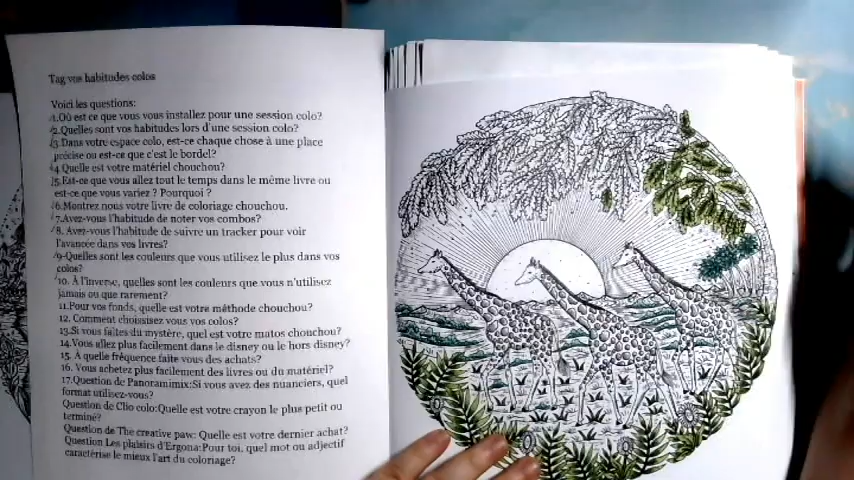 Tag vos habitudes colos
Voici les questions:
1.Où est ce que vous vous installez pour une session colo?
2.Quelles sont vos habitudes lors d'une session colo?
3.Dans votre espace colo, est-ce chaque chose à une place
précise ou est-ce que c'est le bordel?
4.Quelle est votre matériel chouchou?
5.Est-ce que vous allez tout le temps dans le même livre ou
est-ce que vous variez ? Pourquoi ?
6.Montrez nous votre livre de coloriage chouchou.
7.Avez-vous l'habitude de noter vos combos?
8. Avez-vous l'habitude de suivre un tracker pour voir
l'avancée dans vos livres?
9-Quelles sont les couleurs que vous utilisez le plus dans vos
colos?
10. À l'inverse, quelles sont les couleurs que vous n'utilisez
jamais ou que rarement?
11.Pour vos fonds, quelle est votre méthode chouchou?
12. Comment choisissez vous vos colos?
13.Si vous faites du mystère, quel est votre matos chouchou?
14.Vous allez plus facilement dans le disney ou le hors disney?
15. À quelle fréquence faite vous des achats?
16. Vous achetez plus facilement des livres ou du matériel?
17.Question de Panoramimix:Si vous avez des nuanciers, quel
format utilisez-vous?
Question de Clio colo:Quelle est votre crayon le plus petit ou
terminé?
Question de The creative paw: Quelle est votre dernier achat?
Question Les plaisirs d'Ergona:Pour toi, quel mot ou adjectif
caractérise le mieux l'art du coloriage?